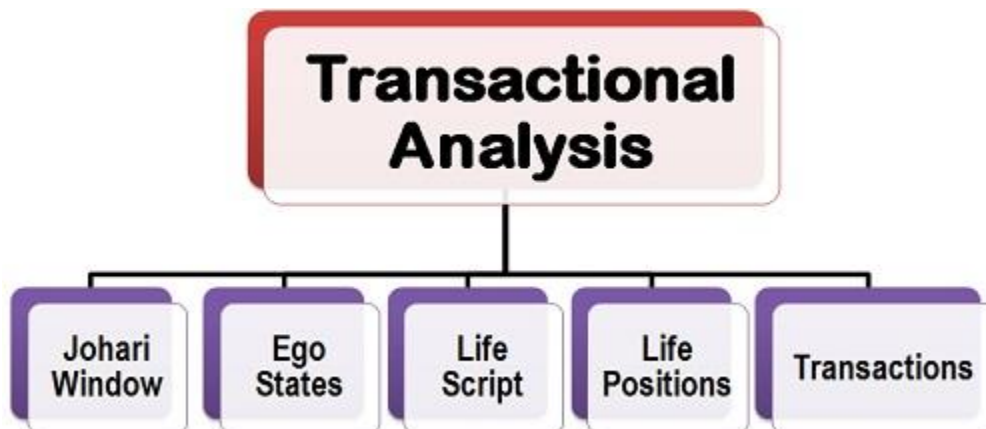 Transactional
Analysis
Johari
Window
Ego
States
Life
Script
Life
Positions
Transactions